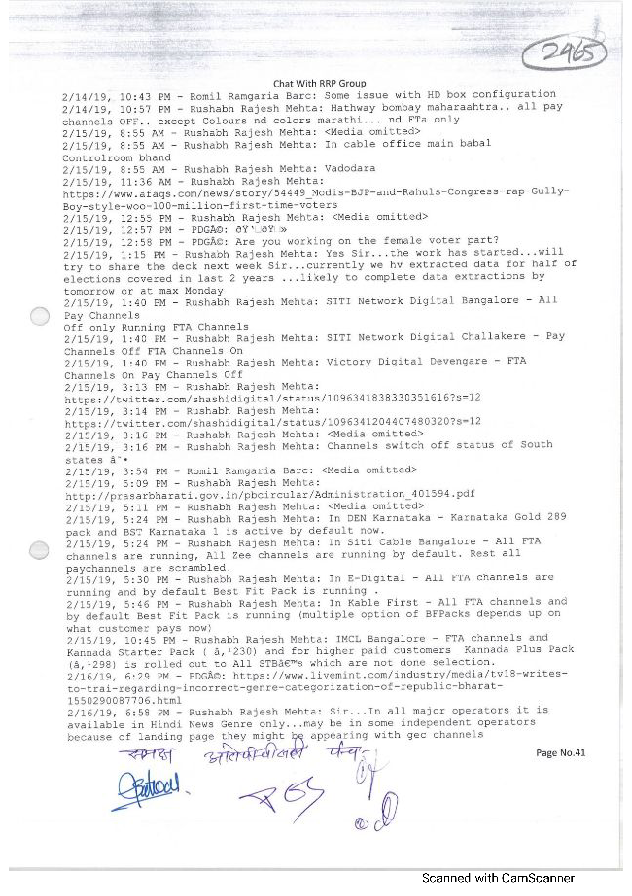 2965
Chat With RRP Group
2/14/19, 10:43 PM - Romil Ramgaria Barc: Some issue with HD box configuration
2/14/19, 10:57 PM - Rushabh Rajesh Mehta: Hathway bombay maharaahtra.. all pay
channels OFF.. except Colours nd colors marathi... nd FTa only
2/15/19, 8:55 AM - Rushabh Rajesh Mehta: <Media omitted>
2/15/19, 8:55 AM - Rushabh Rajesh Mehta: In cable office main babal
Controlroom bhand
2/15/19, 8:55 AM - Rushabh Rajesh Mehta: Vadodara
2/15/19, 11:36 AM - Rushabh Rajesh Mehta:
https://www.afaqs.com/news/story/54449_Modis-BJP-and-Rahuls-Congress-rap-Gully-
Boy-style-woo-100-million-first-time-voters
2/15/19, 12:55 PM - Rushabh Rajesh Mehta: <Media omitted>
2/15/19, 12:57 PM - PDGÃ©:
2/15/19, 12:58 PM - PDGÃ©: Are you working on the female voter part?
2/15/19, 1:15 PM - Rushabh Rajesh Mehta: Yes Sir...the work has started...will
try to share the deck next week Sir...currently we hv extracted data for half of
elections covered in last 2 years ...likely to complete data extractions by
tomorrow or at max Monday
2/15/19, 1:40 PM - Rushabh Rajesh Mehta: SITI Network Digital Bangalore - All
Pay Channels
Off only Running FTA Channels
2/15/19, 1:40 PM - Rushabh Rajesh Mehta: SITI Network Digital Challakere - Pay
Channels Off FTA Channels On
2/15/19, 1:40 PM - Rushabh Rajesh Mehta: Victory Digital Devengare - FTA
Channels On Pay Channels Off
2/15/19, 3:13 PM - Rushabh Rajesh Mehta:
https://twitter.com/shashidigital/status/1096341838330351616?s=12
2/15/19, 3:14 PM - Rushabh Rajesh Mehta:
https://twitter.com/shashidigital/status/1096341204407480320?s=12
2/15/19, 3:16 PM - Rushabh Rajesh Mehta: <Media omitted>
2/15/19, 3:16 PM - Rushabh Rajesh Mehta: Channels switch off status of South
states
2/15/19, 3:54 PM - Romil Ramgaria Barc: <Media omitted>
2/15/19, 5:09 PM - Rushabh Rajesh Mehta:
http://prasarbharati.gov.in/pbcircular/Administration_401594.pdf
2/15/19, 5:11 PM - Rushabh Rajesh Mehta: <Media omitted>
2/15/19, 5:24 PM - Rushabh Rajesh Mehta: In DEN Karnataka - Karnataka Gold 289
pack and BST Karnataka 1 is active by default now.
2/15/19, 5:24 PM - Rushabh Rajesh Mehta: In Siti Cable Bangalore - All FTA
channels are running, All Zee channels are running by default. Rest all
paychannels are scrambled
2/15/19, 5:30 PM - Rushabh Rajesh Mehta: In E-Digital - All FTA channels are
running and by default Best Fit Pack is running .
2/15/19, 5:46 PM - Rushabh Rajesh Mehta: In Kable First - All FTA channels and
by default Best Fit Pack is running (multiple option of BFPacks depends up on
what customer pays now)
2/15/19, 10:45 PM - Rushabh Rajesh Mehta: IMCL Bangalore - FTA channels and
Kannada Starter Pack ( â,¹230) and for higher paid customers Kannada Plus Pack
(â,¹298) is rolled out to All STBâ€™s which are not done selection.
2/16/19, 6:29 PM - PDGÃ©: https://www.livemint.com/industry/media/tv18-writes-
to-trai-regarding-incorrect-genre-categorization-of-republic-bharat-
1550290087706.html
2/16/19, 6:58 PM - Rushabh Rajesh Mehta: Sir...In all major operators it is
available in Hindi News Genre only...may be in some independent operators
because of landing page they might be appearing with gec channels
समक्ष
पंच
Page No.41
Scanned with CamScanner